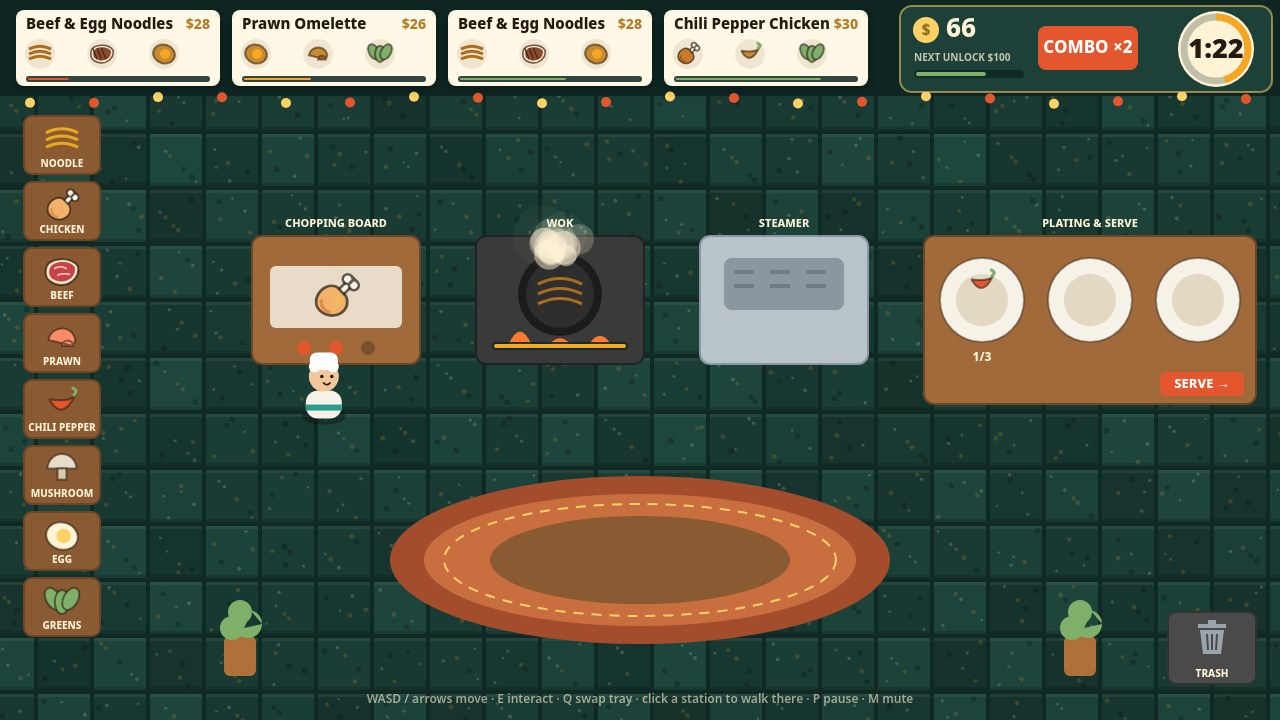 Beef & Egg Noodles $28
Prawn Omelette $26
Beef & Egg Noodles $28
Chili Pepper Chicken $30
$ 66
NEXT UNLOCK $100
COMBO ×2
1:22
NOODLE
CHICKEN
BEEF
PRAWN
CHILI PEPPER
MUSHROOM
EGG
GREENS
CHOPPING BOARD
WOK
STEAMER
PLATING & SERVE
1/3
SERVE →
TRASH
WASD / arrows move · E interact · Q swap tray · click a station to walk there · P pause · M mute